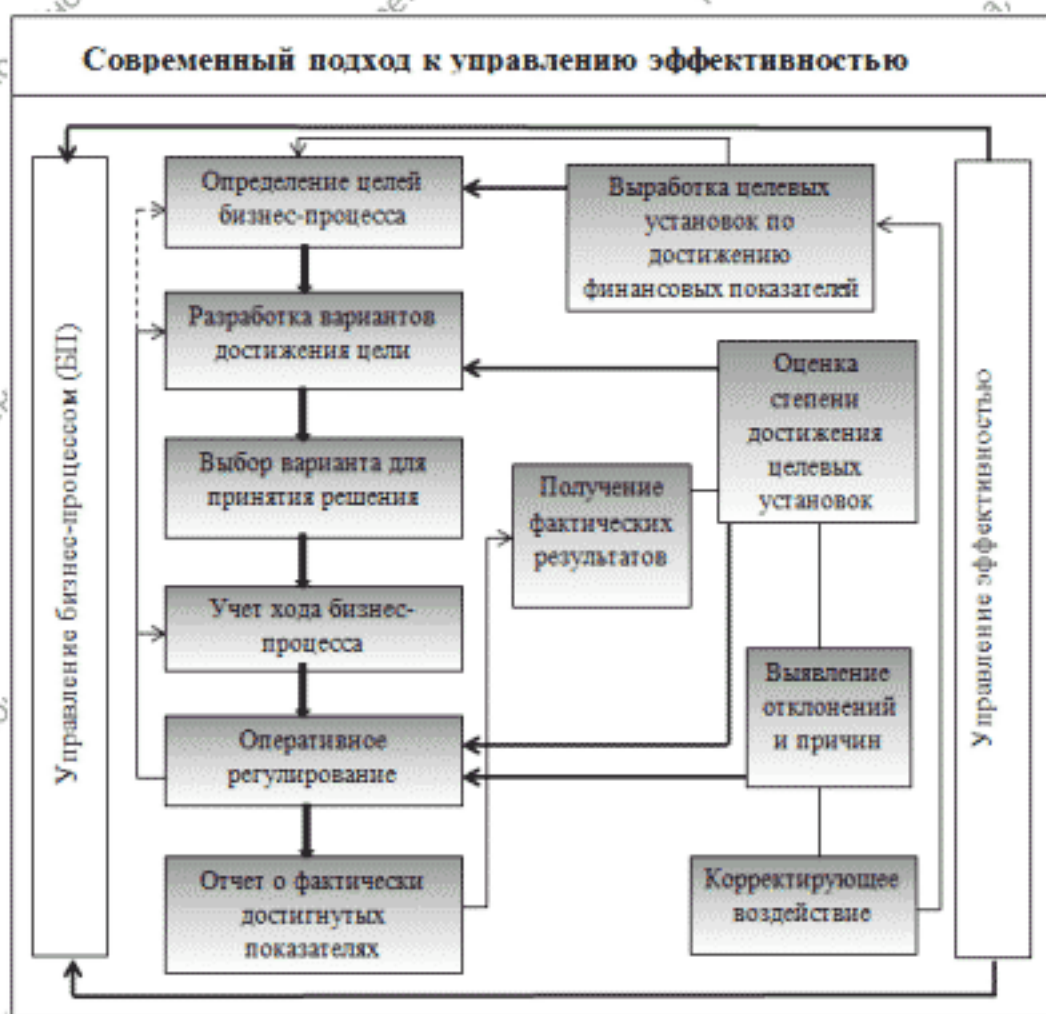 Современный подход к управлению эффективностью
Управление бизнес-процессом (БП)
Определение целей
бизнес-процесса
Разработка вариантов
достижения цели
Выбор варианта для
принятия решения
Учет хода бизнес-
процесса
Оперативное
регулирование
Отчет о фактически
достигнутых
показателях
Выработка целевых
установок по
достижению
финансовых показателей
Оценка
степени
достижения
целевых
установок
Получение
фактических
результатов
Выявление
отклонений
и причин
Корректирующее
воздействие
Управление эффективностью